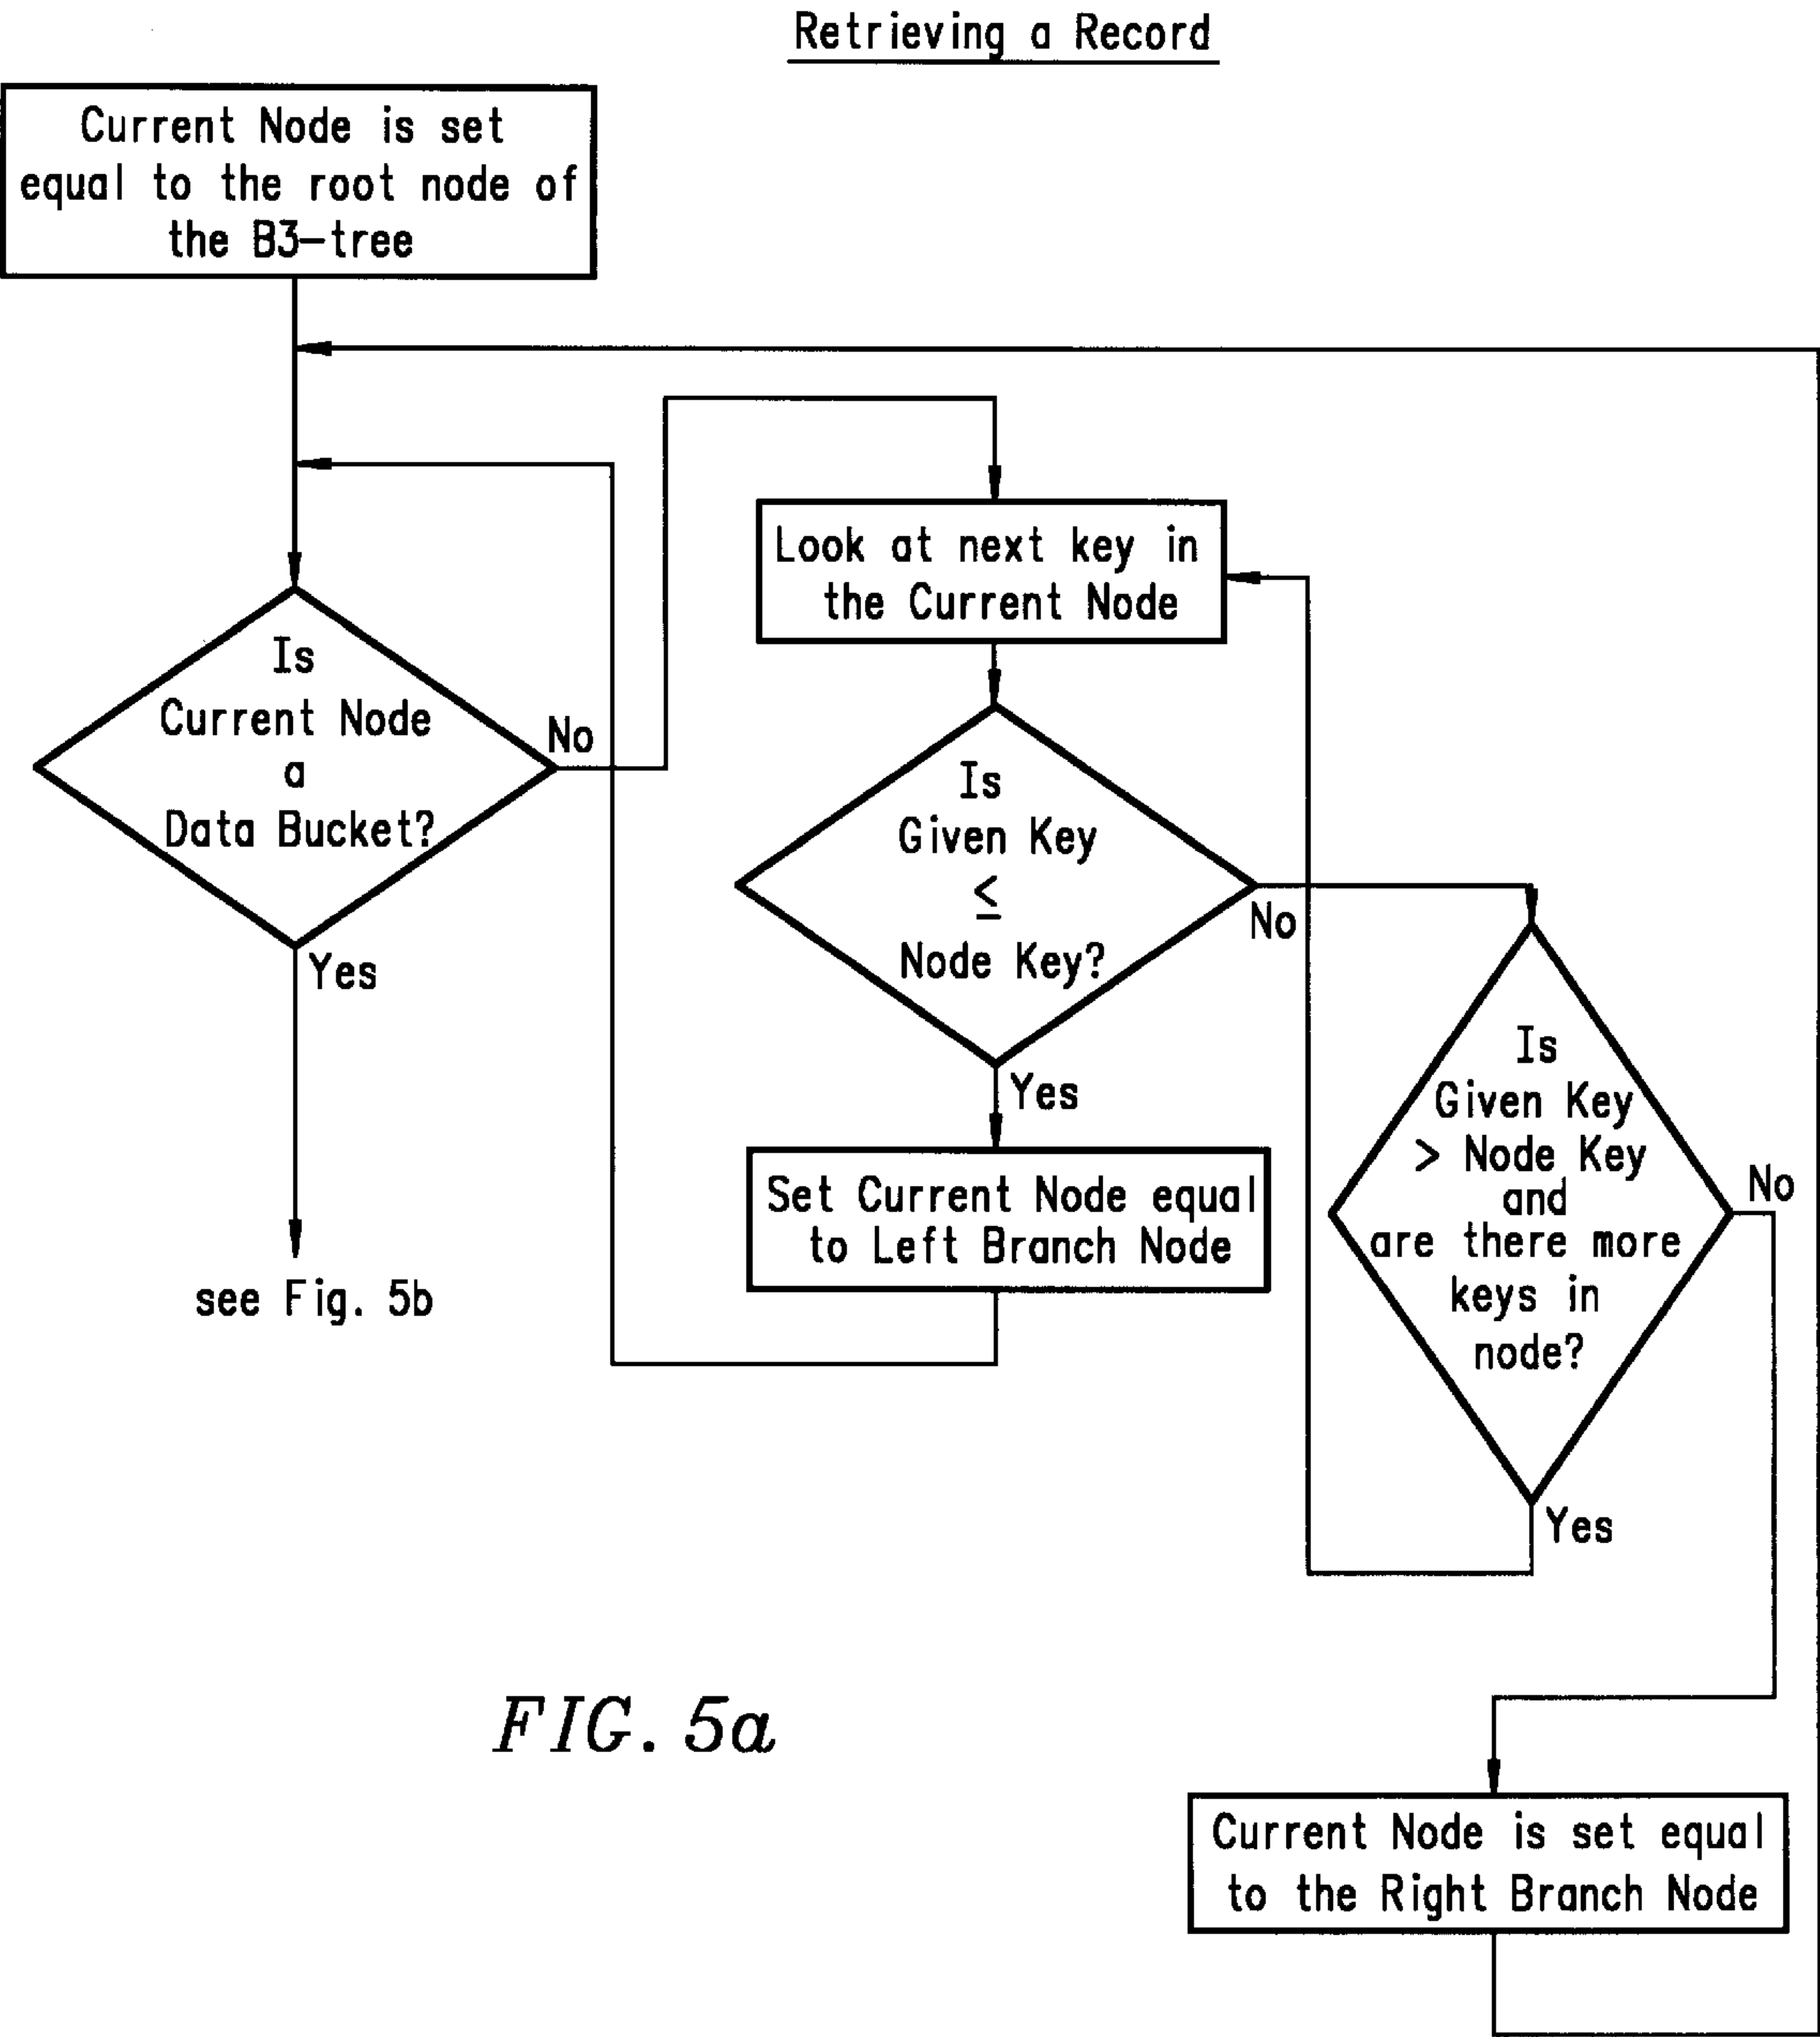 Retrieving a Record
Current Node is set
equal to the root node of
the B3-tree
Is
Current Node
a
Data Bucket?
No
Yes
see Fig. 5b
Look at next key in
the Current Node
Is
Given Key
≤
Node Key?
No
Yes
Set Current Node equal
to Left Branch Node
Is
Given Key
> Node Key
and
are there more
keys in
node?
No
Yes
Current Node is set equal
to the Right Branch Node
FIG. 5a